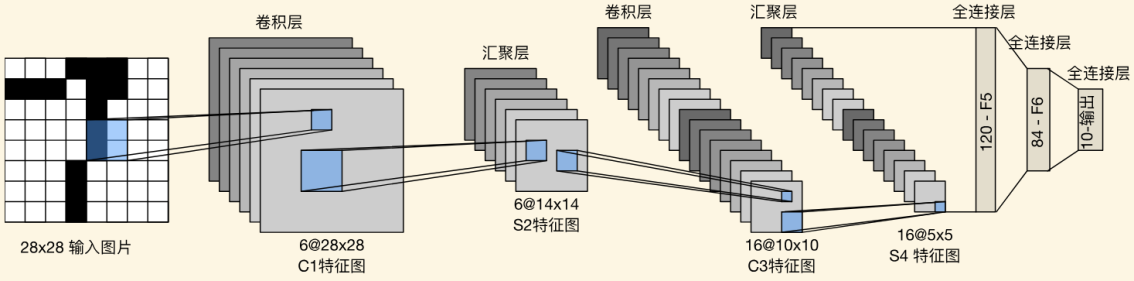 卷积层
汇聚层
卷积层
汇聚层
全连接层
全连接层
全连接层
120 - F5
84 - F6
10-输出
28x28 输入图片
6@28x28
C1特征图
6@14x14
S2特征图
16@10x10
C3特征图
16@5x5
S4 特征图